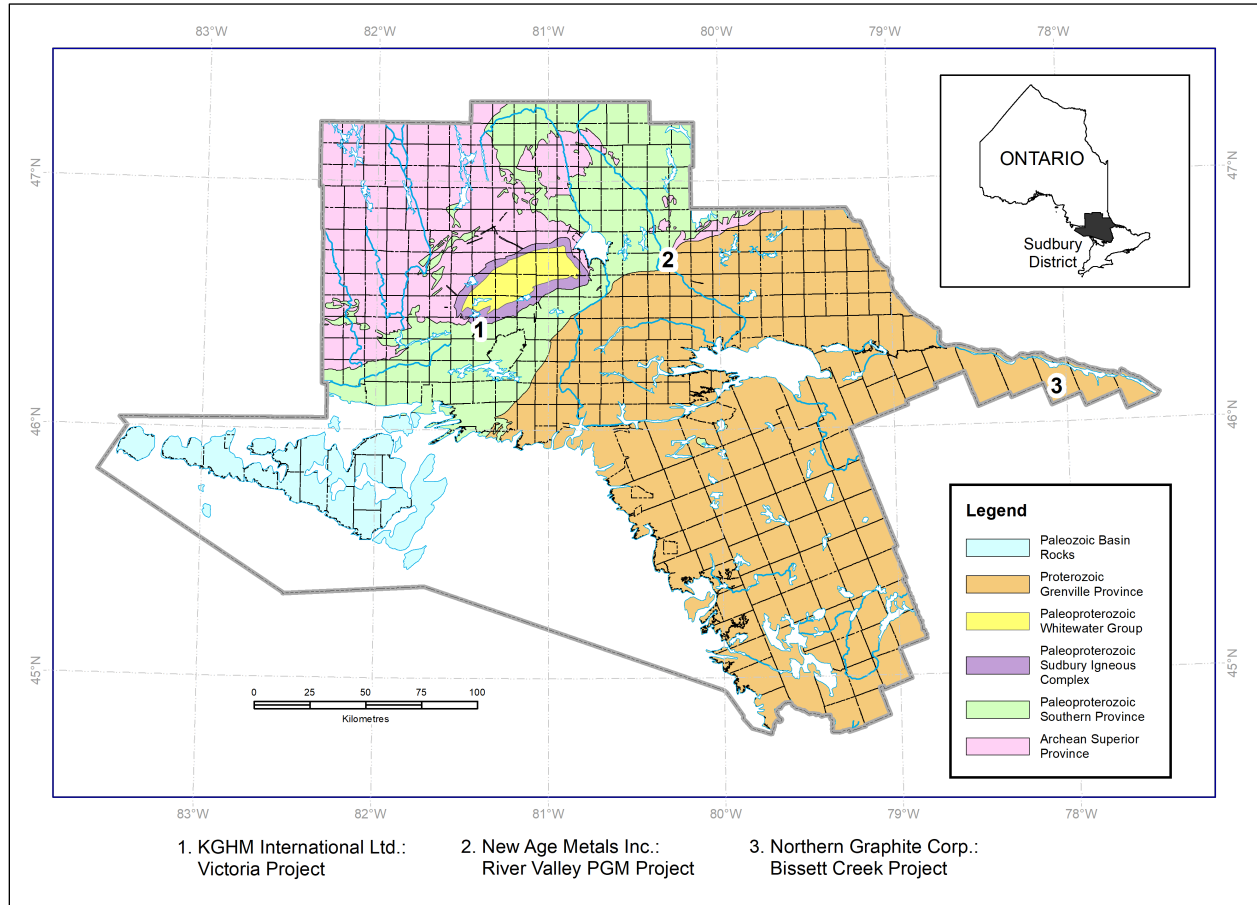 83°W
82°W
81°W
80°W
79°W
78°W
47°N
47°N
46°N
46°N
45°N
45°N
ONTARIO
Sudbury
District
1
2
3
Legend
Paleozoic Basin
Rocks
Proterozoic
Grenville Province
Paleoproterozoic
Whitewater Group
Paleoproterozoic
Sudbury Igneous
Complex
Paleoproterozoic
Southern Province
Archean Superior
Province
0 25 50 75 100
Kilometres
83°W
82°W
81°W
80°W
79°W
78°W
1. KGHM International Ltd.:
Victoria Project
2. New Age Metals Inc.:
River Valley PGM Project
3. Northern Graphite Corp.:
Bissett Creek Project